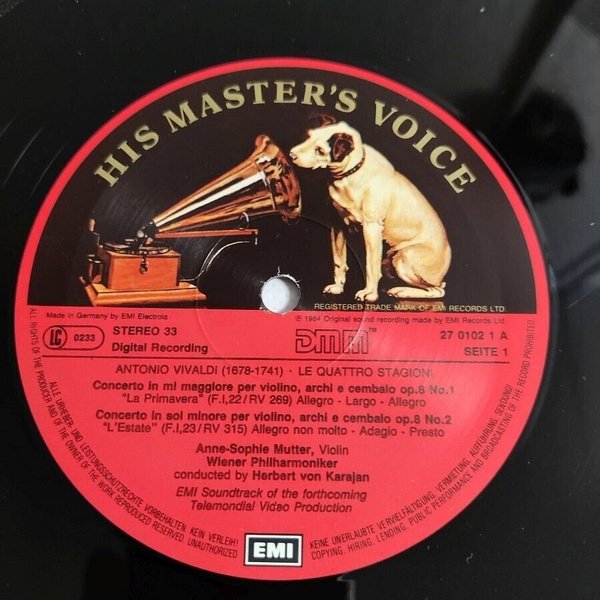 HIS MASTER'S VOICE
REGISTERED TRADE MARK OF EMI RECORDS LTD
Made in Germany by EMI Electrola
℗ 1984 Original sound recording made by EMI Records Ltd.
LC 0233
STEREO 33
Digital Recording
DMM™
27 0102 1 A
SEITE 1
ANTONIO VIVALDI (1678-1741) · LE QUATTRO STAGIONI
Concerto in mi maggiore per violino, archi e cembalo op.8 No.1
"La Primavera" (F.I,22/RV 269) Allegro - Largo - Allegro
Concerto in sol minore per violino, archi e cembalo op.8 No.2
"L'Estate" (F.I,23/RV 315) Allegro non molto - Adagio - Presto
Anne-Sophie Mutter, Violin
Wiener Philharmoniker
conducted by Herbert von Karajan
EMI Soundtrack of the forthcoming
Telemondial Video Production
EMI
ALL RIGHTS OF THE PRODUCER AND OF THE OWNER OF THE WORK REPRODUCED RESERVED. UNAUTHORIZED
COPYING, HIRING, LENDING, PUBLIC PERFORMANCE AND BROADCASTING OF THE RECORD PROHIBITED
ALLE URHEBER- UND LEISTUNGSSCHUTZRECHTE VORBEHALTEN KEIN VERLEIH!
KEINE UNERLAUBTE VERVIELFÄLTIGUNG, VERMIETUNG, AUFFÜHRUNG, SENDUNG!